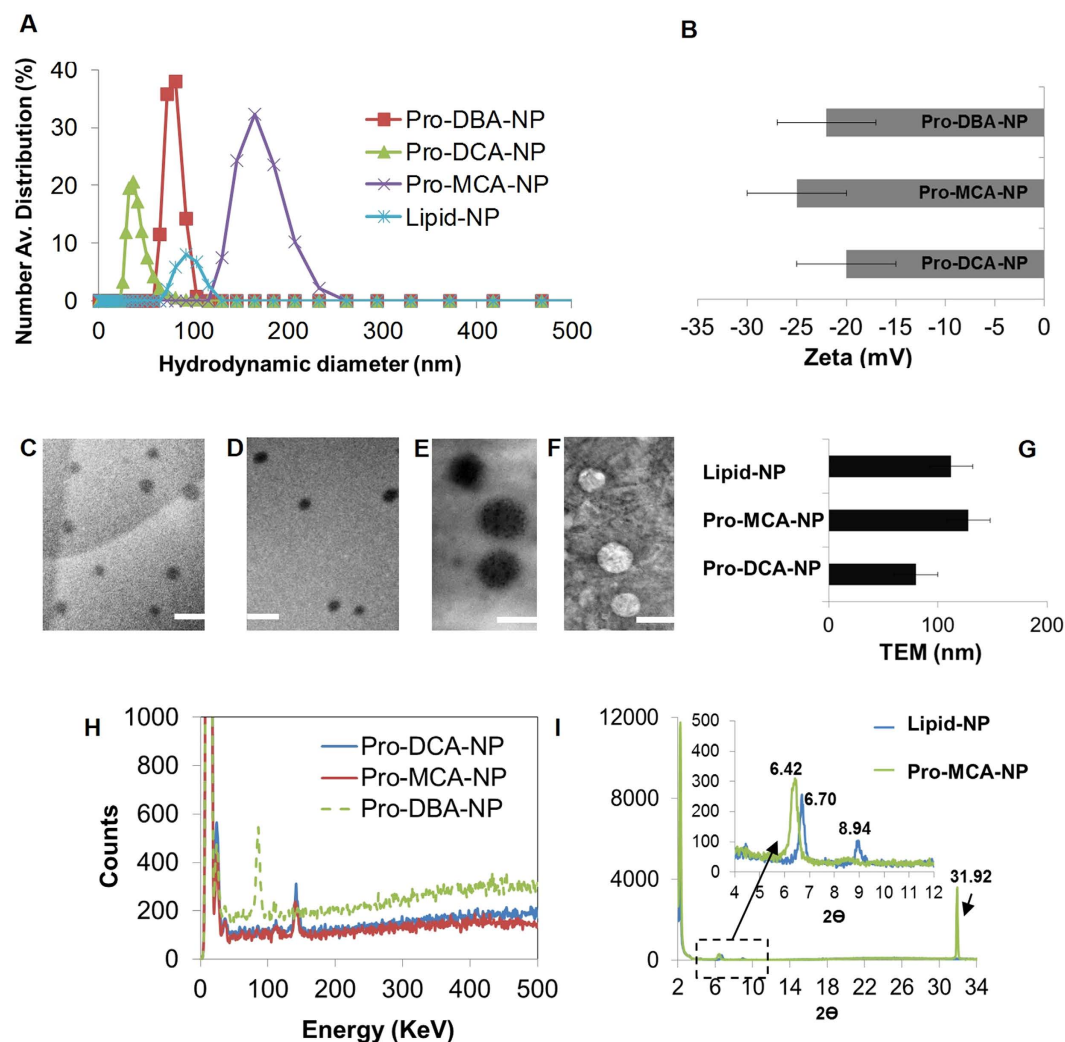 A
Number Av. Distribution (%)
40
30
20
10
0
0 100 200 300 400 500
Hydrodynamic diameter (nm)
Pro-DBA-NP
Pro-DCA-NP
Pro-MCA-NP
Lipid-NP
B
Pro-DBA-NP
Pro-MCA-NP
Pro-DCA-NP
-35 -30 -25 -20 -15 -10 -5 0
Zeta (mV)
C
D
E
F
G
Lipid-NP
Pro-MCA-NP
Pro-DCA-NP
0 100 200
TEM (nm)
H
Counts
1000
800
600
400
200
0
0 100 200 300 400 500
Energy (KeV)
Pro-DCA-NP
Pro-MCA-NP
Pro-DBA-NP
I
12000
8000
4000
0
2 6 10 14 18 22 26 30 34
2Ɵ
500
400
300
200
100
0
4 5 6 7 8 9 10 11 12
2Ɵ
6.42
6.70
8.94
31.92
Lipid-NP
Pro-MCA-NP